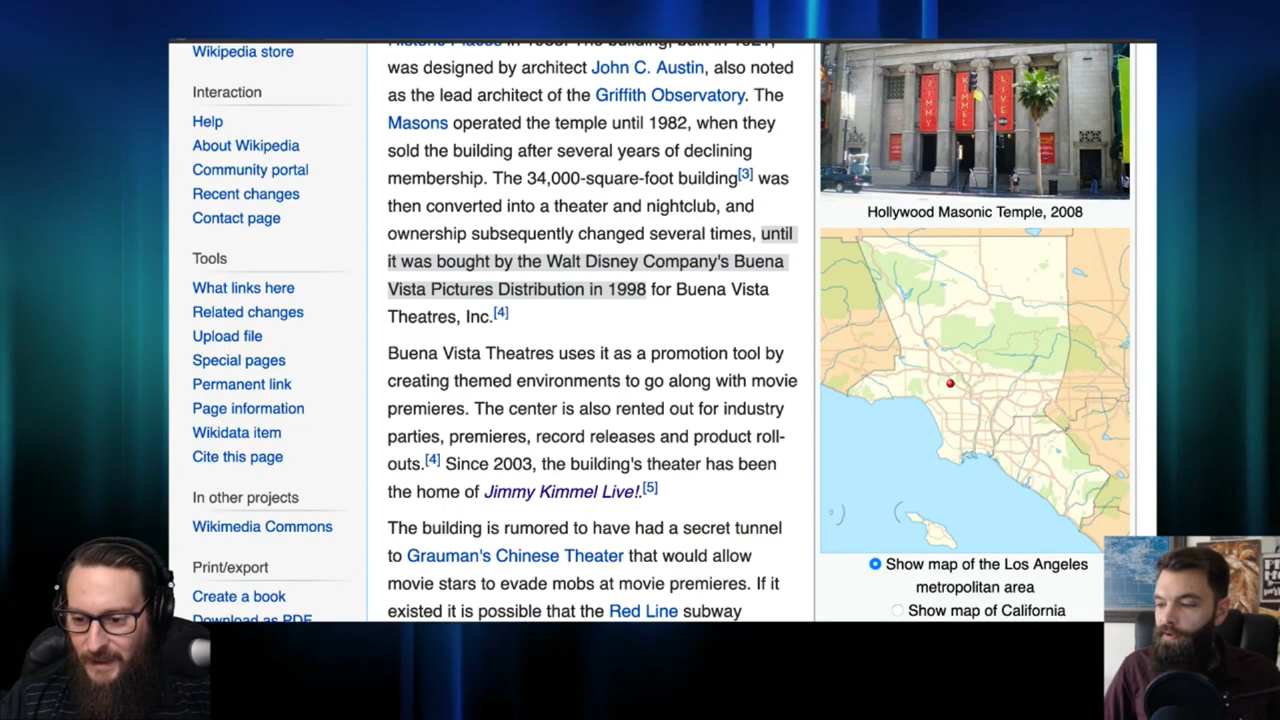 Wikipedia store
Interaction
Help
About Wikipedia
Community portal
Recent changes
Contact page
Tools
What links here
Related changes
Upload file
Special pages
Permanent link
Page information
Wikidata item
Cite this page
In other projects
Wikimedia Commons
Print/export
Create a book
Download as PDF
was designed by architect John C. Austin, also noted
as the lead architect of the Griffith Observatory. The
Masons operated the temple until 1982, when they
sold the building after several years of declining
membership. The 34,000-square-foot building[3] was
then converted into a theater and nightclub, and
ownership subsequently changed several times, until
it was bought by the Walt Disney Company's Buena
Vista Pictures Distribution in 1998 for Buena Vista
Theatres, Inc.[4]
Buena Vista Theatres uses it as a promotion tool by
creating themed environments to go along with movie
premieres. The center is also rented out for industry
parties, premieres, record releases and product roll-
outs.[4] Since 2003, the building's theater has been
the home of Jimmy Kimmel Live!.[5]
The building is rumored to have had a secret tunnel
to Grauman's Chinese Theater that would allow
movie stars to evade mobs at movie premieres. If it
existed it is possible that the Red Line subway
JIMMY
KIMMEL
LIVE
Hollywood Masonic Temple, 2008
Show map of the Los Angeles
metropolitan area
Show map of California